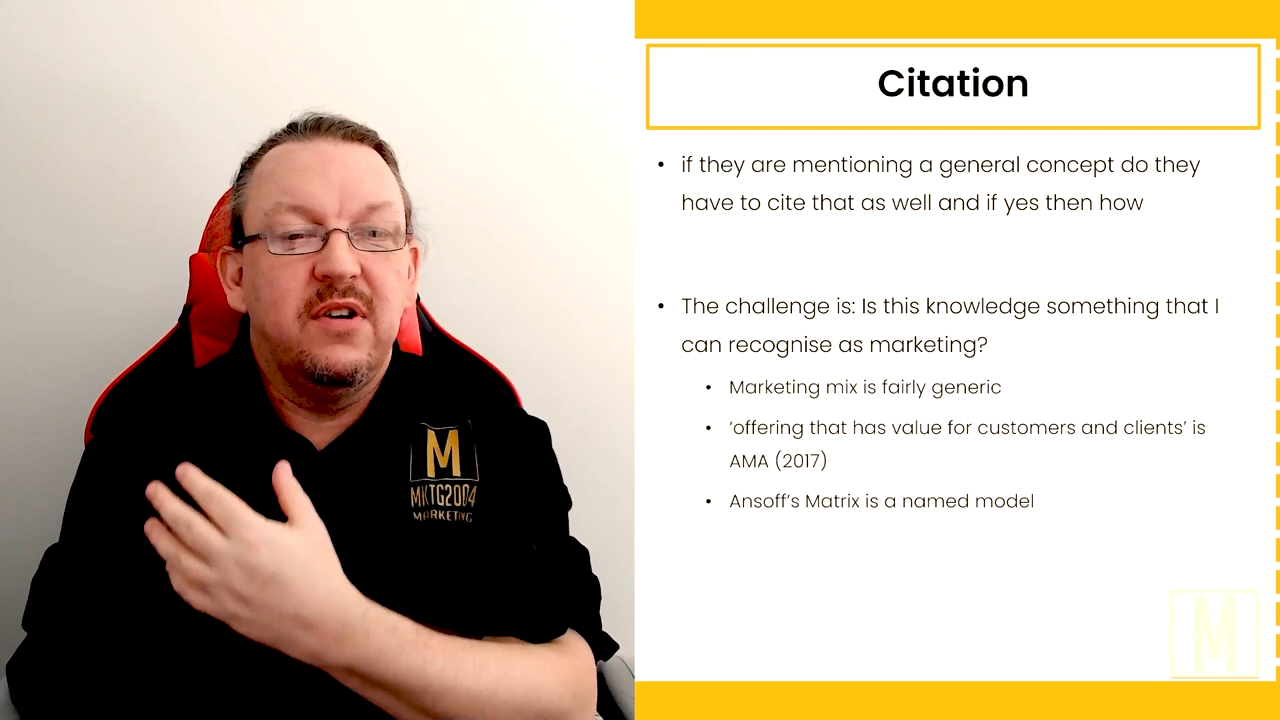 Citation
• if they are mentioning a general concept do they
have to cite that as well and if yes then how
• The challenge is: Is this knowledge something that I
can recognise as marketing?
• Marketing mix is fairly generic
• ‘offering that has value for customers and clients’ is
AMA (2017)
• Ansoff’s Matrix is a named model
M
MKTG2004
MARKETING
M